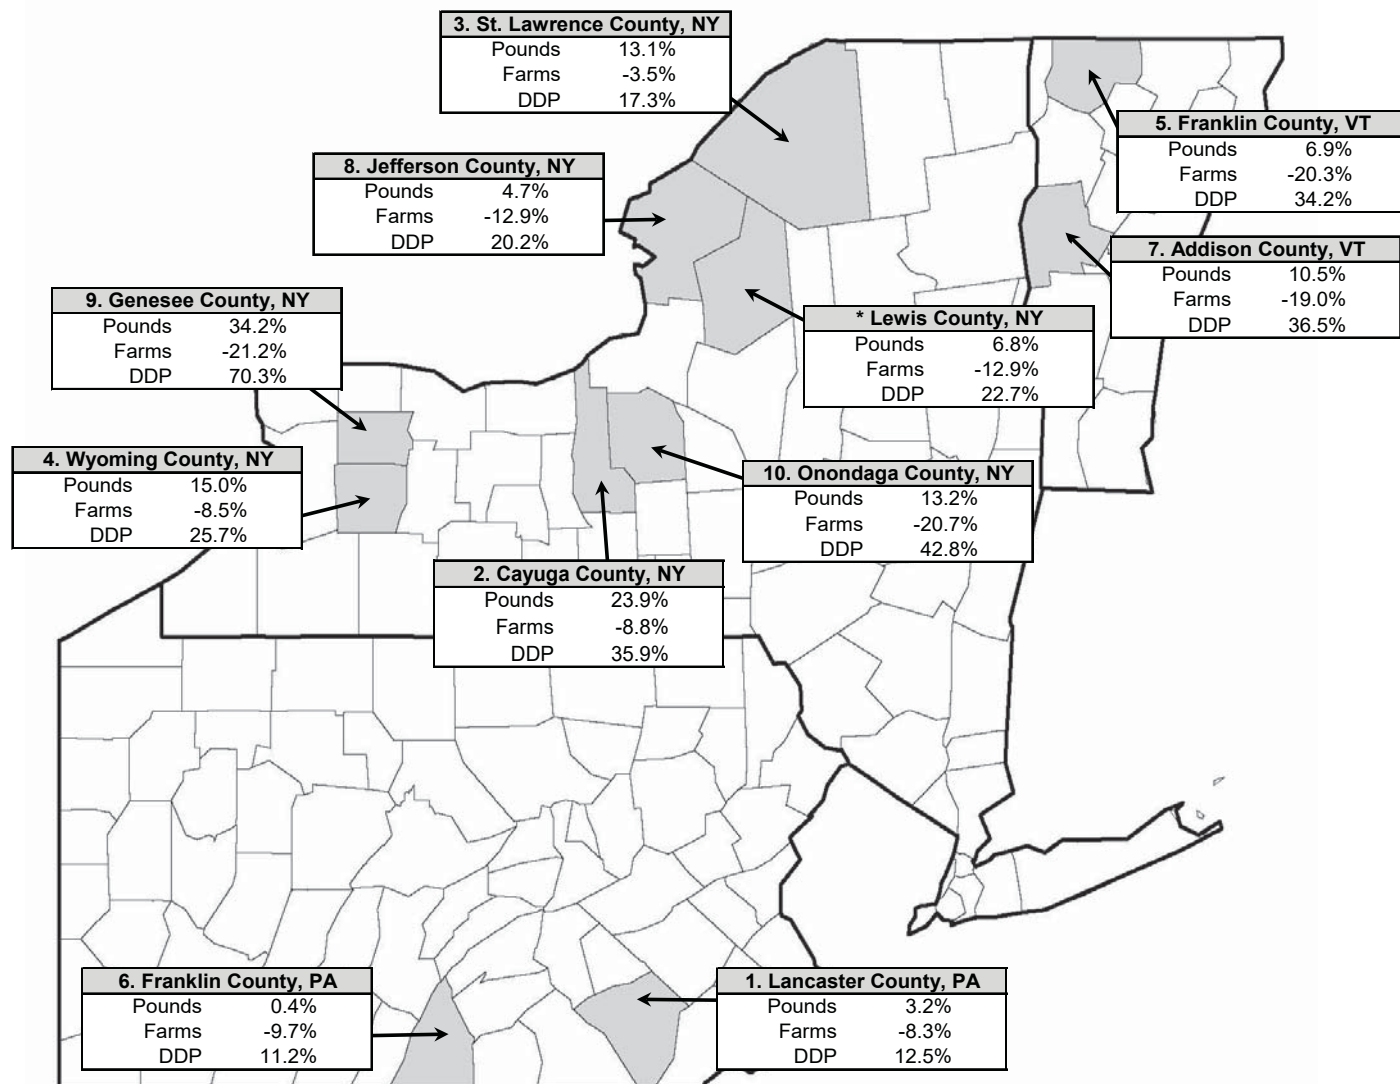 3. St. Lawrence County, NY
Pounds 13.1%
Farms -3.5%
DDP 17.3%
5. Franklin County, VT
Pounds 6.9%
Farms -20.3%
DDP 34.2%
8. Jefferson County, NY
Pounds 4.7%
Farms -12.9%
DDP 20.2%
7. Addison County, VT
Pounds 10.5%
Farms -19.0%
DDP 36.5%
9. Genesee County, NY
Pounds 34.2%
Farms -21.2%
DDP 70.3%
* Lewis County, NY
Pounds 6.8%
Farms -12.9%
DDP 22.7%
4. Wyoming County, NY
Pounds 15.0%
Farms -8.5%
DDP 25.7%
10. Onondaga County, NY
Pounds 13.2%
Farms -20.7%
DDP 42.8%
2. Cayuga County, NY
Pounds 23.9%
Farms -8.8%
DDP 35.9%
6. Franklin County, PA
Pounds 0.4%
Farms -9.7%
DDP 11.2%
1. Lancaster County, PA
Pounds 3.2%
Farms -8.3%
DDP 12.5%